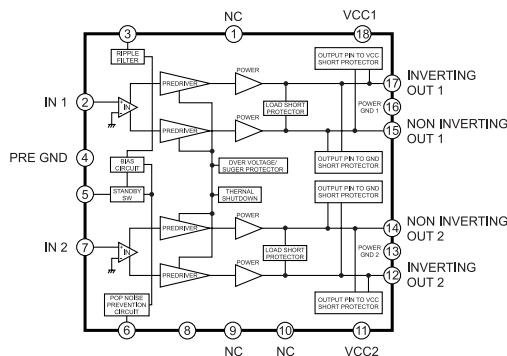 NC
VCC1
3
1
18
RIPPLE
FILTER
OUTPUT PIN TO VCC
SHORT PROTECTOR
POWER
PREDRIVER
17
INVERTING
OUT 1
IN 1
2
+
-
IN
LOAD SHORT
PROTECTOR
POWER
GND 1
16
POWER
PREDRIVER
15
NON INVERTING
OUT 1
PRE GND
4
BIAS
CIRCUIT
OVER VOLTAGE/
SUGER PROTECTOR
OUTPUT PIN TO GND
SHORT PROTECTOR
5
STANDBY
SW
THERMAL
SHUTDOWN
OUTPUT PIN TO GND
SHORT PROTECTOR
POWER
PREDRIVER
14
NON INVERTING
OUT 2
IN 2
7
+
-
IN
LOAD SHORT
PROTECTOR
POWER
GND 2
13
POWER
PREDRIVER
12
INVERTING
OUT 2
POP NOISE
PREVENTION
CIRCUIT
OUTPUT PIN TO VCC
SHORT PROTECTOR
6
8
9
10
11
NC
NC
VCC2